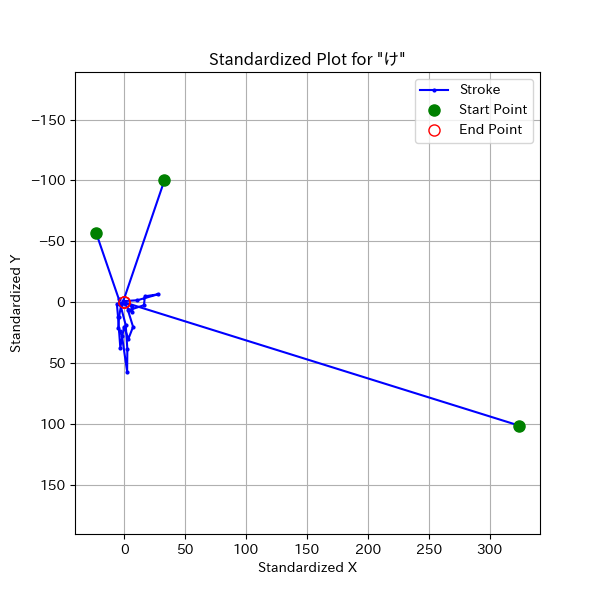 Standardized Plot for "け"
Stroke
Start Point
End Point
−150
−100
−50
0
50
100
150
Standardized Y
0
50
100
150
200
250
300
Standardized X